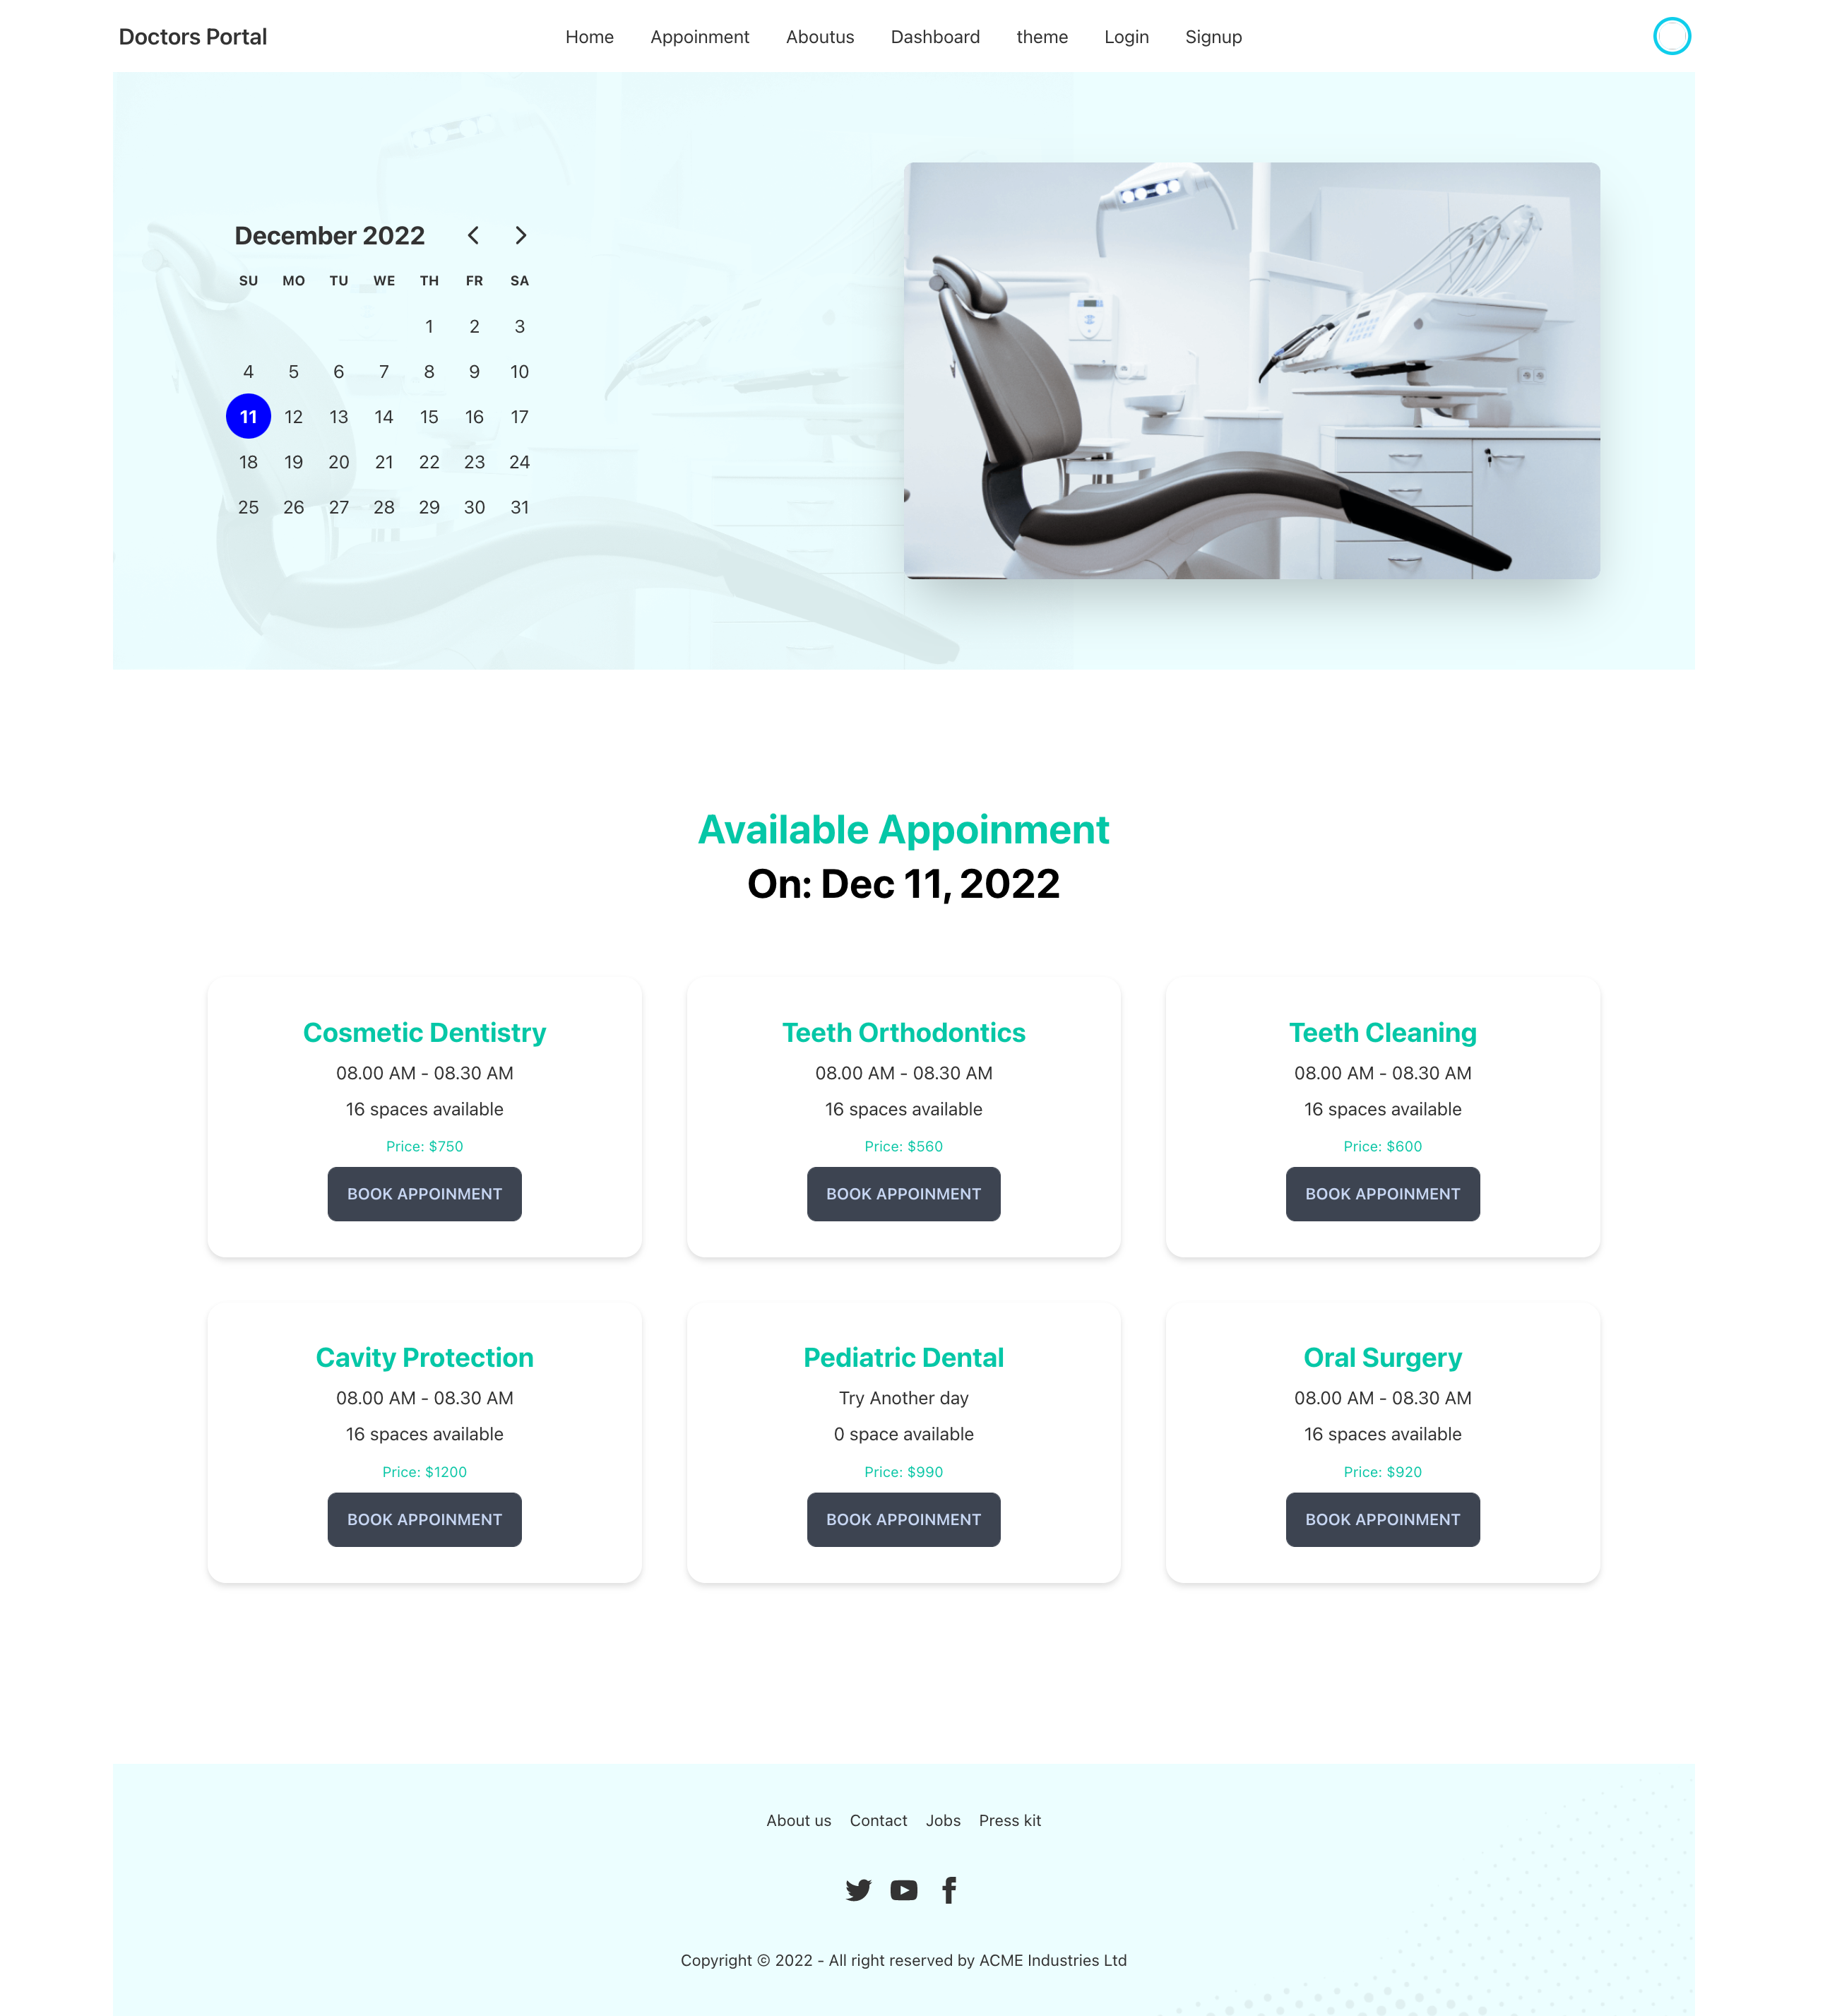 Doctors Portal
Home Appoinment Aboutus Dashboard theme Login Signup
December 2022
SU MO TU WE TH FR SA
1 2 3
4 5 6 7 8 9 10
11 12 13 14 15 16 17
18 19 20 21 22 23 24
25 26 27 28 29 30 31
Available Appoinment
On: Dec 11, 2022
Cosmetic Dentistry
08.00 AM - 08.30 AM
16 spaces available
Price: $750
BOOK APPOINMENT
Teeth Orthodontics
08.00 AM - 08.30 AM
16 spaces available
Price: $560
BOOK APPOINMENT
Teeth Cleaning
08.00 AM - 08.30 AM
16 spaces available
Price: $600
BOOK APPOINMENT
Cavity Protection
08.00 AM - 08.30 AM
16 spaces available
Price: $1200
BOOK APPOINMENT
Pediatric Dental
Try Another day
0 space available
Price: $990
BOOK APPOINMENT
Oral Surgery
08.00 AM - 08.30 AM
16 spaces available
Price: $920
BOOK APPOINMENT
About us Contact Jobs Press kit
Copyright © 2022 - All right reserved by ACME Industries Ltd